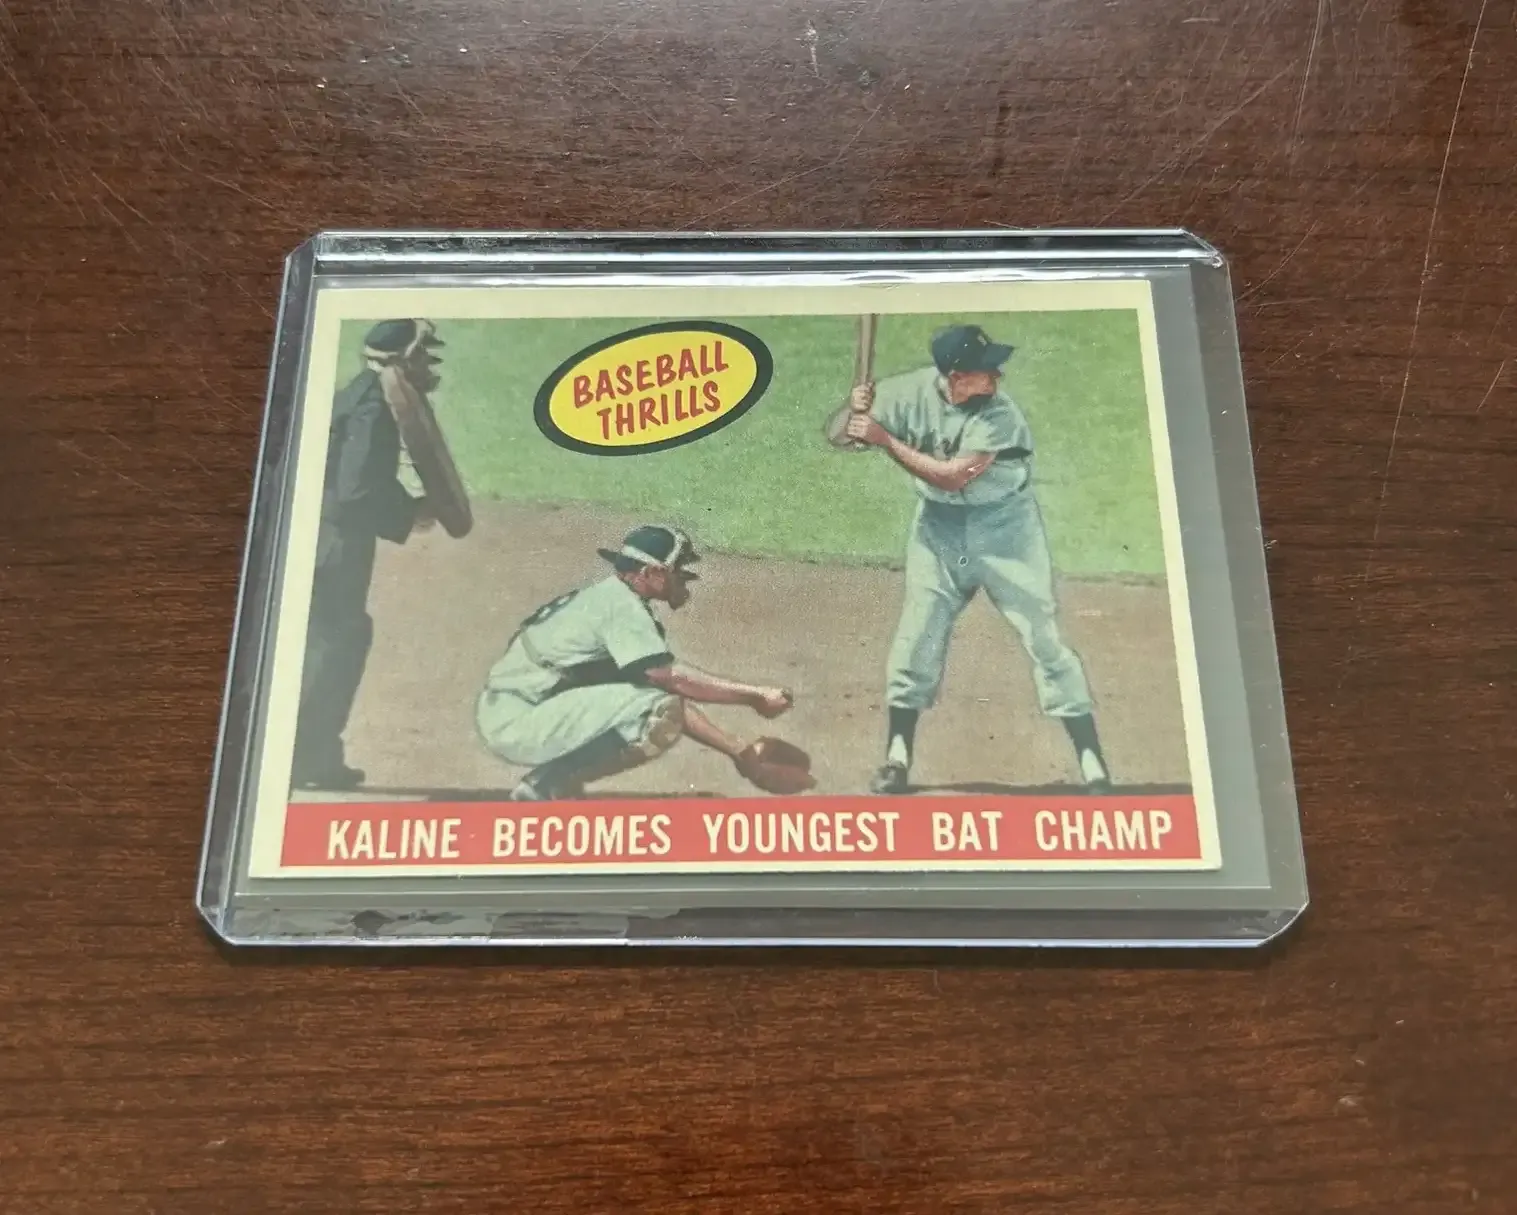 BASEBALL
THRILLS
KALINE BECOMES YOUNGEST BAT CHAMP